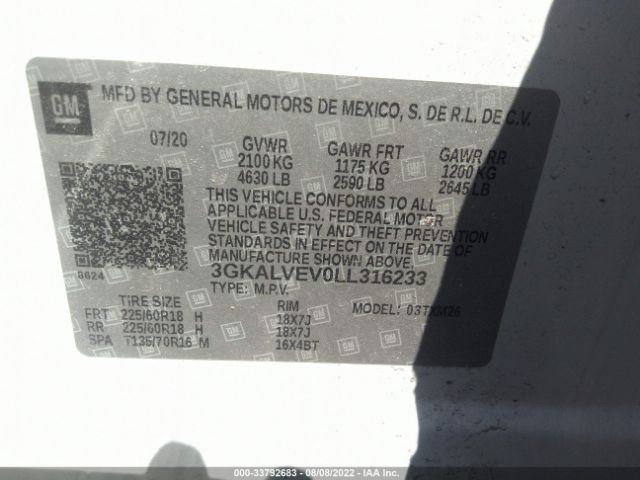 GM MFD BY GENERAL MOTORS DE MEXICO, S. DE R.L. DE C.V.
07/20 GVWR GAWR FRT GAWR RR
2100 KG 1175 KG 1200 KG
4630 LB 2590 LB 2645 LB
THIS VEHICLE CONFORMS TO ALL
APPLICABLE U.S. FEDERAL MOTOR
VEHICLE SAFETY AND THEFT PREVENTION
STANDARDS IN EFFECT ON THE DATE OF
MANUFACTURE SHOWN ABOVE.
8624
3GKALVEV0LL316233
TYPE: M.P.V.
TIRE SIZE RIM MODEL: 03TXM26
FRT 225/60R18 H 18X7J
RR 225/60R18 H 18X7J
SPA T135/70R16 M 16X4BT
000-33792683 - 08/08/2022 - IAA Inc.